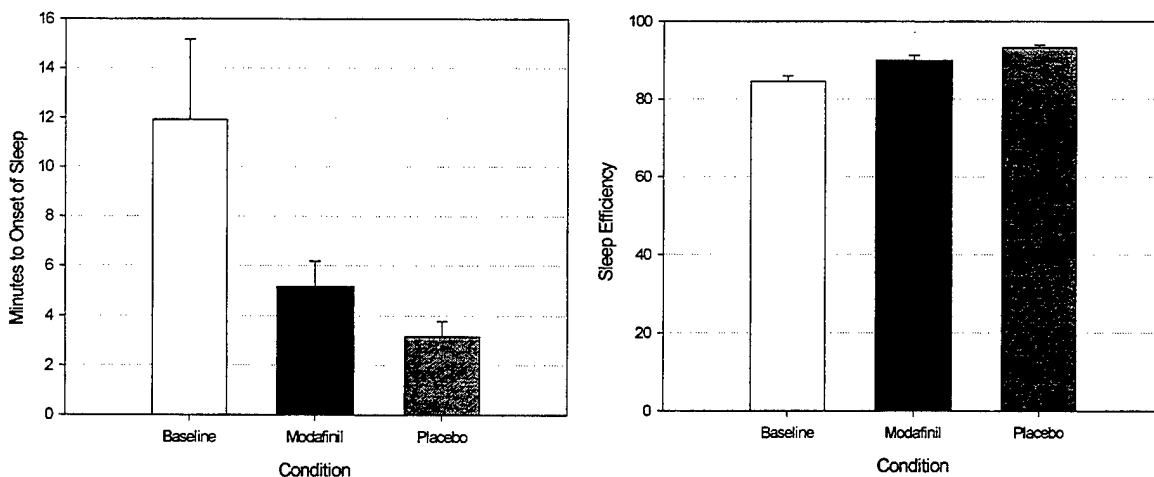 Minutes to Onset of Sleep
16
14
12
10
8
6
4
2
0
Baseline
Modafinil
Placebo
Condition
Sleep Efficiency
100
80
60
40
20
0
Baseline
Modafinil
Placebo
Condition